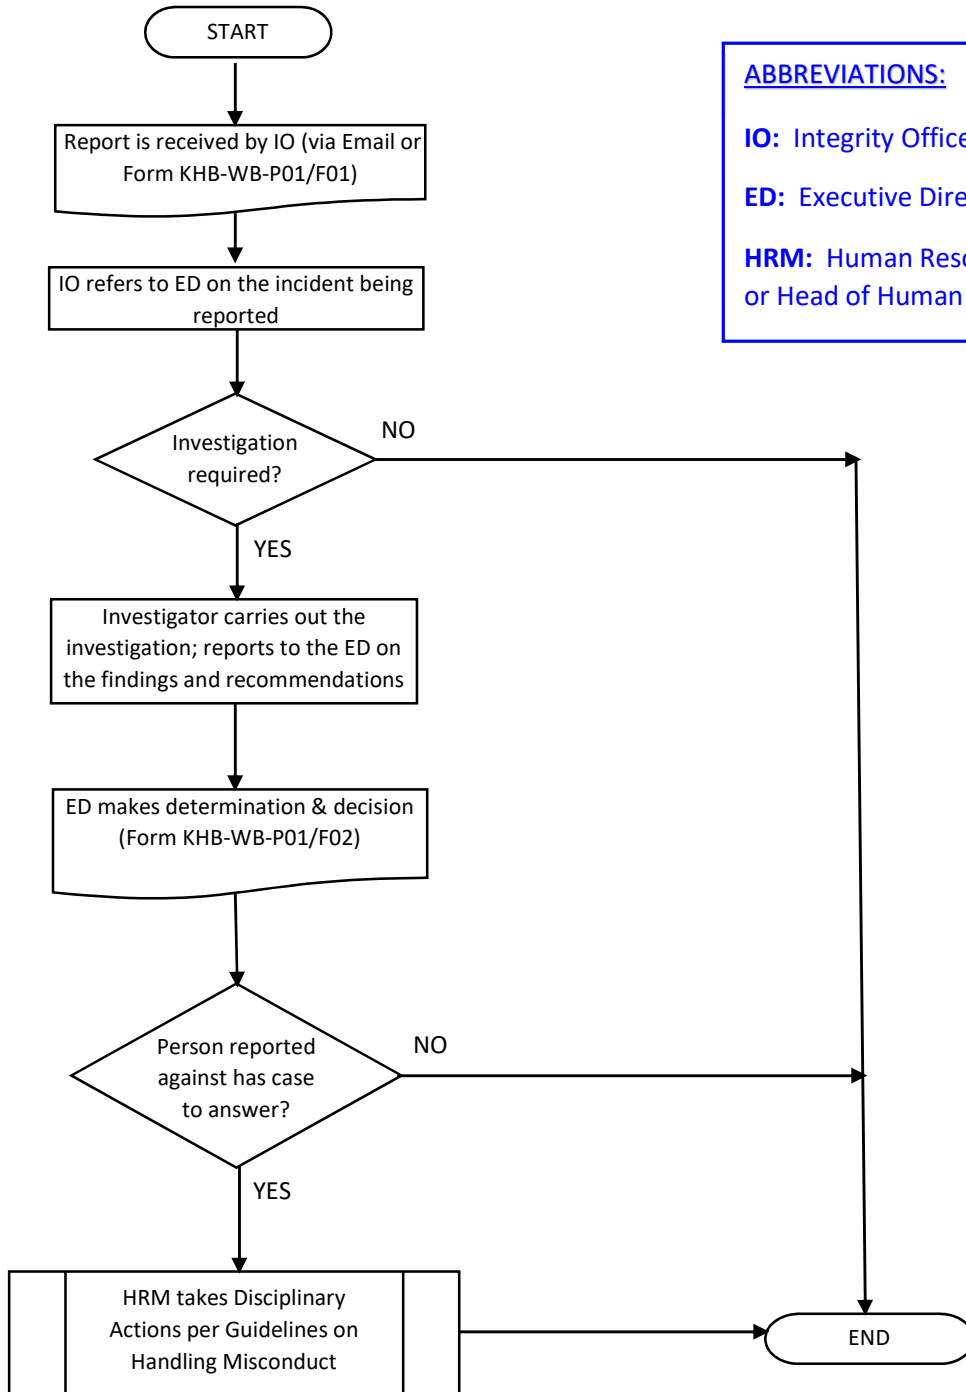 START
ABBREVIATIONS:
Report is received by IO (via Email or
Form KHB-WB-P01/F01)
IO: Integrity Office
ED: Executive Dire
HRM: Human Reso
or Head of Human
IO refers to ED on the incident being
reported
Investigation
required?
NO
YES
Investigator carries out the
investigation; reports to the ED on
the findings and recommendations
ED makes determination & decision
(Form KHB-WB-P01/F02)
Person reported
against has case
to answer?
NO
YES
HRM takes Disciplinary
Actions per Guidelines on
Handling Misconduct
END